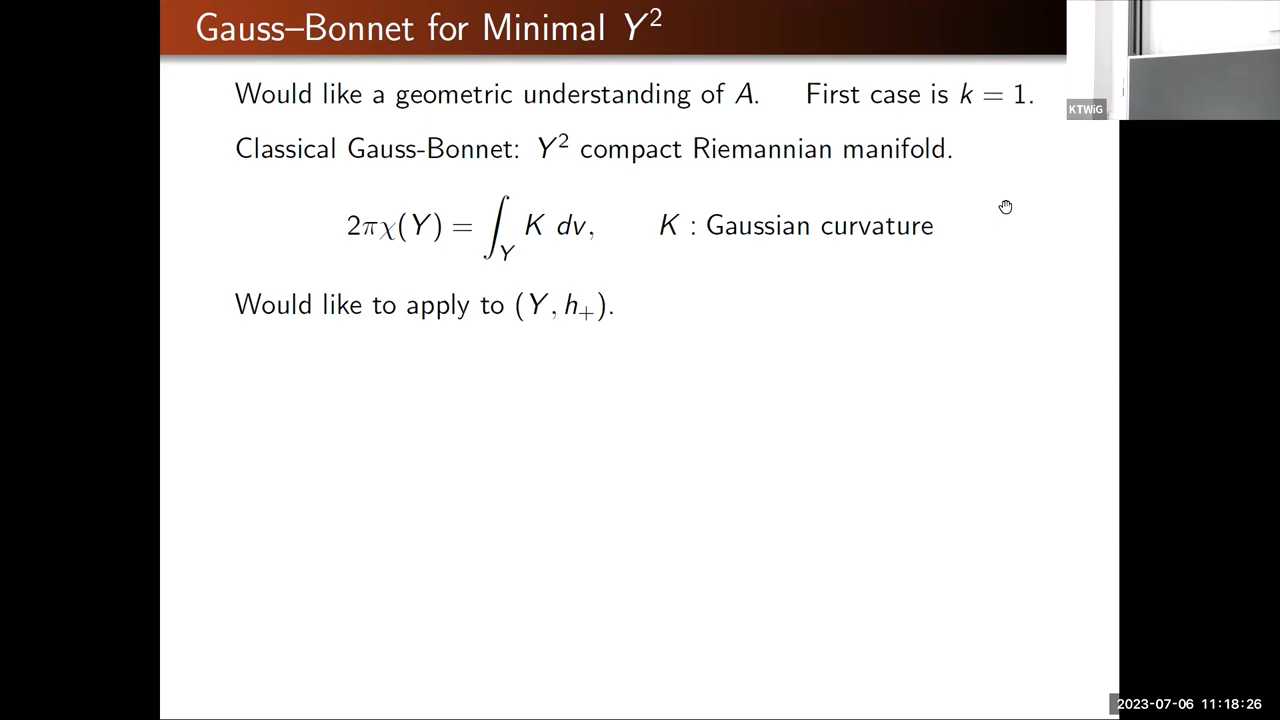 Gauss–Bonnet for Minimal Y²
Would like a geometric understanding of A. First case is k = 1.
KTWiG
Classical Gauss-Bonnet: Y² compact Riemannian manifold.
2πχ(Y) = ∫_Y K dv, K : Gaussian curvature
Would like to apply to (Y, h₊).
2023-07-06 11:18:26